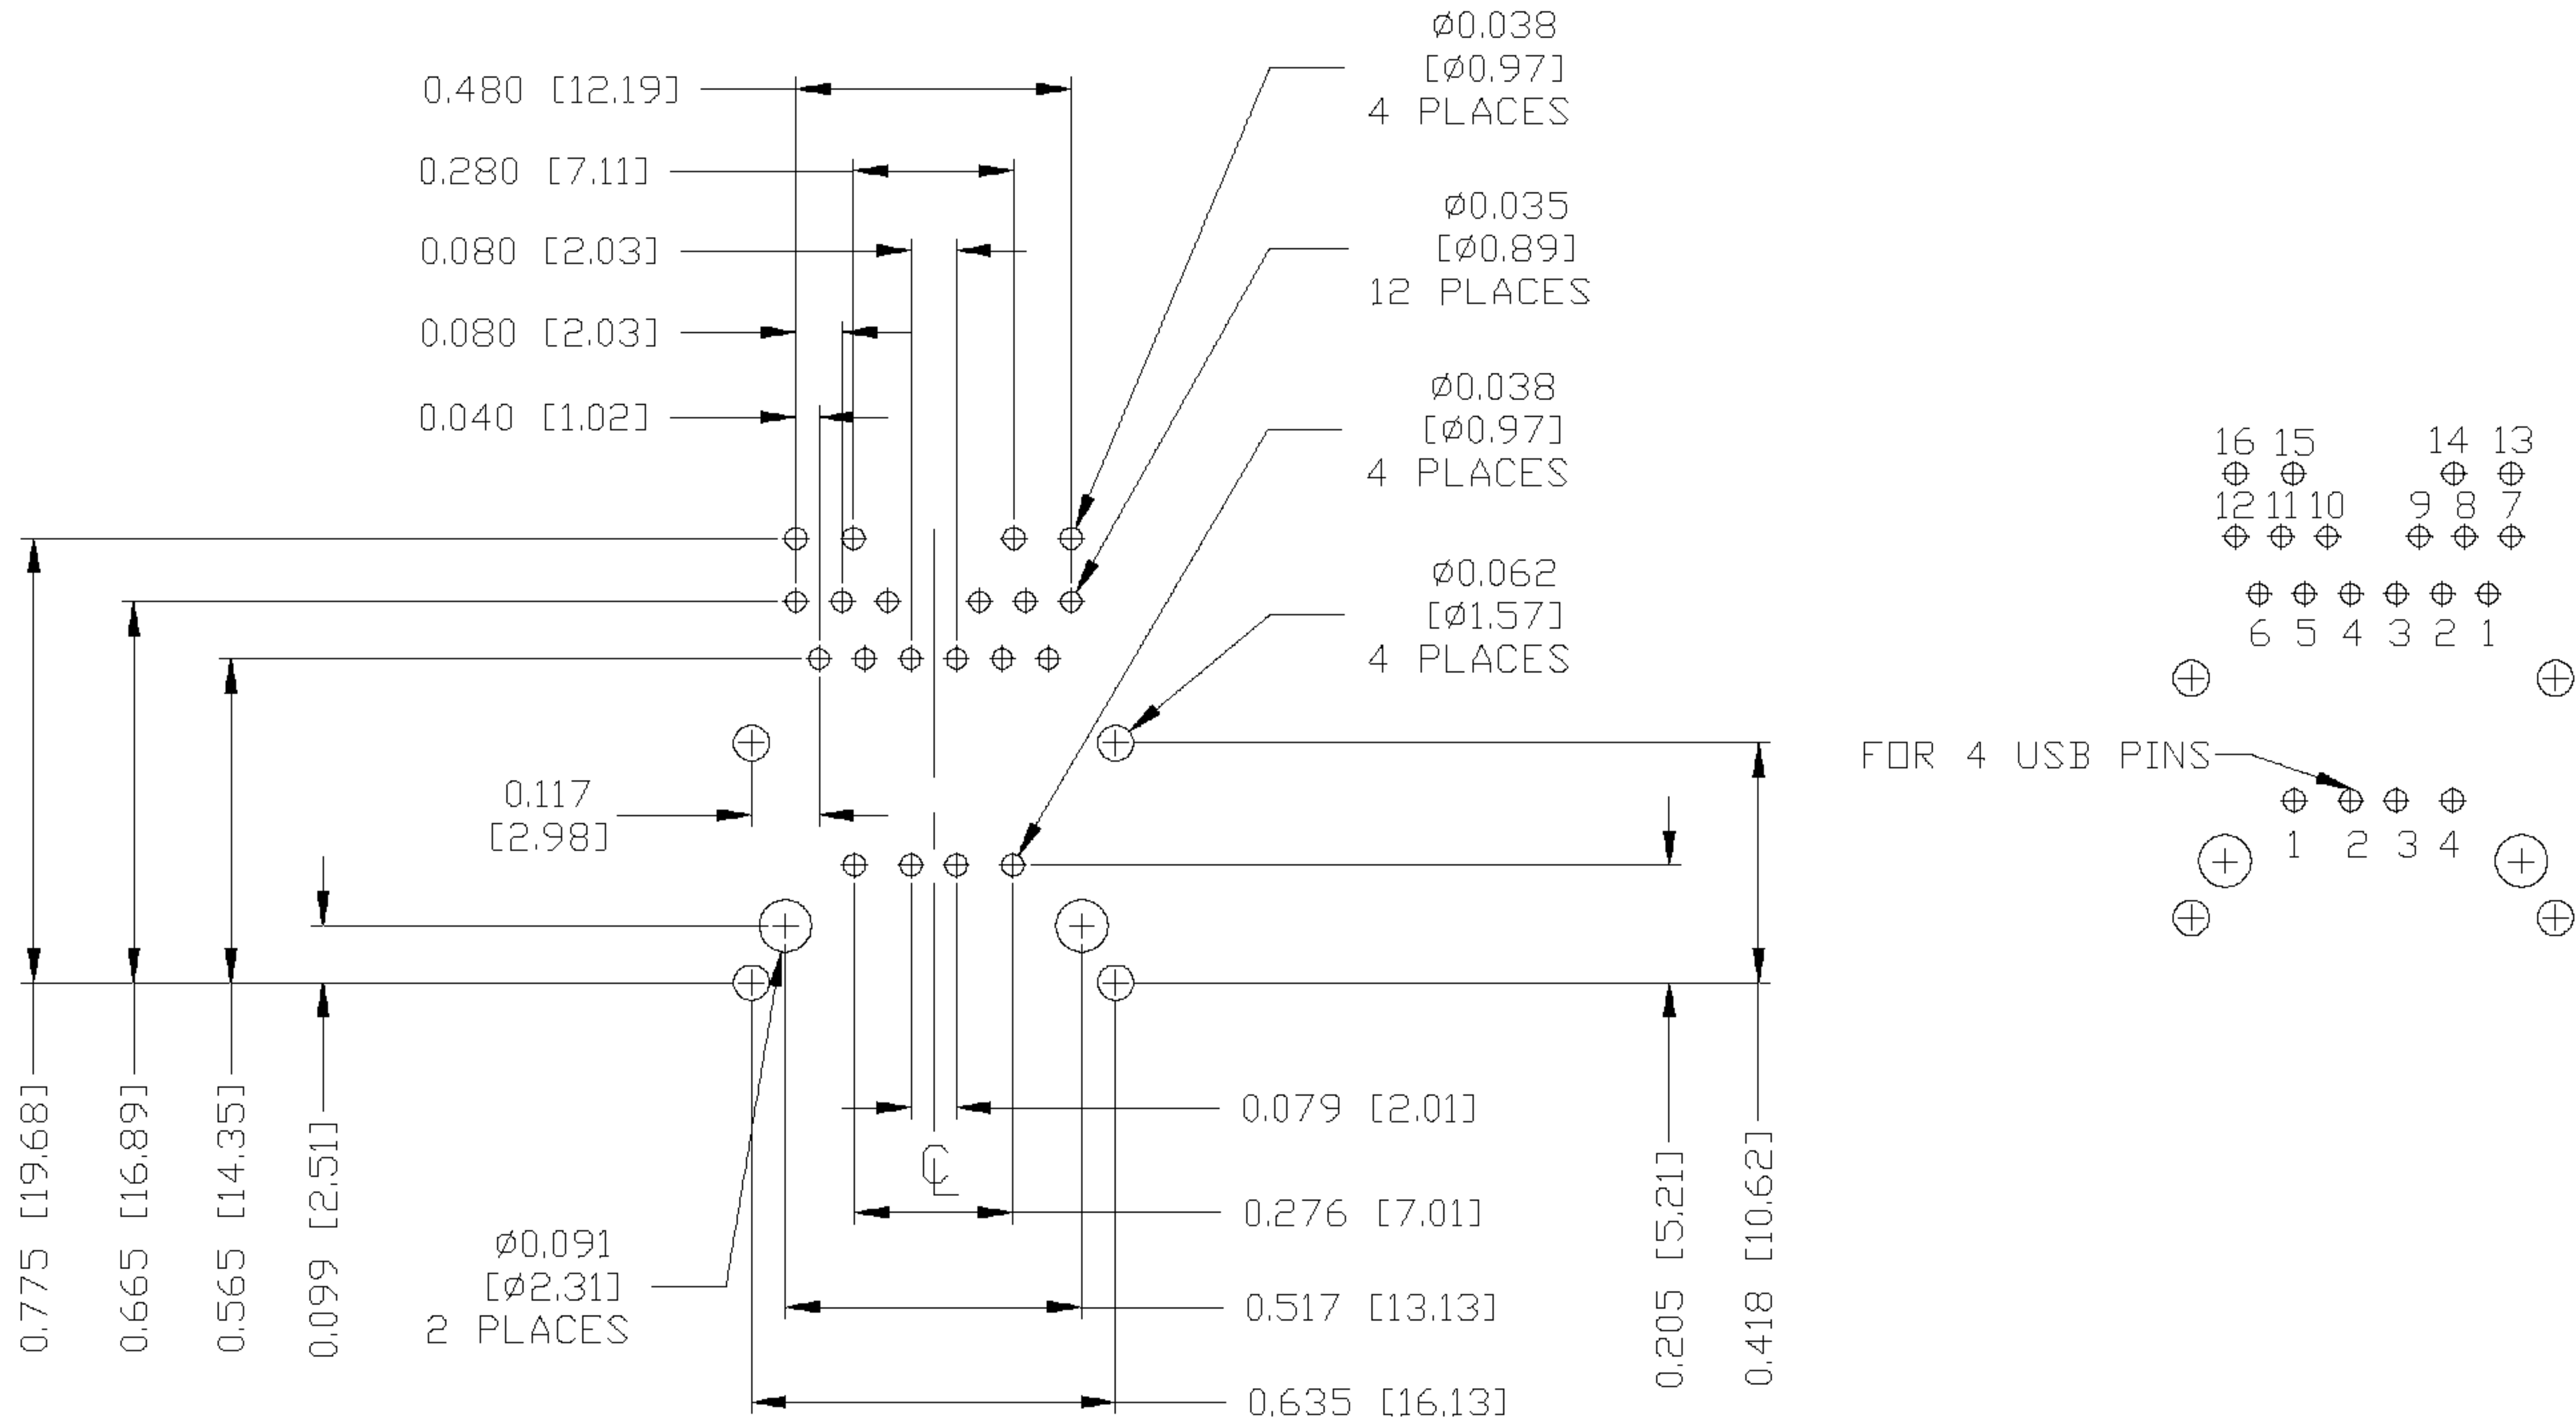 Ø0.038
[Ø0.97]
4 PLACES
0.480 [12.19]
0.280 [7.11]
Ø0.035
[Ø0.89]
12 PLACES
0.080 [2.03]
0.080 [2.03]
Ø0.038
[Ø0.97]
4 PLACES
0.040 [1.02]
16 15 14 13
12 11 10 9 8 7
Ø0.062
[Ø1.57]
4 PLACES
6 5 4 3 2 1
FOR 4 USB PINS
0.117
[2.98]
1 2 3 4
0.775 [19.68]
0.665 [16.89]
0.565 [14.35]
0.099 [2.51]
0.079 [2.01]
℄
0.276 [7.01]
Ø0.091
[Ø2.31]
2 PLACES
0.517 [13.13]
0.635 [16.13]
0.205 [5.21]
0.418 [10.62]